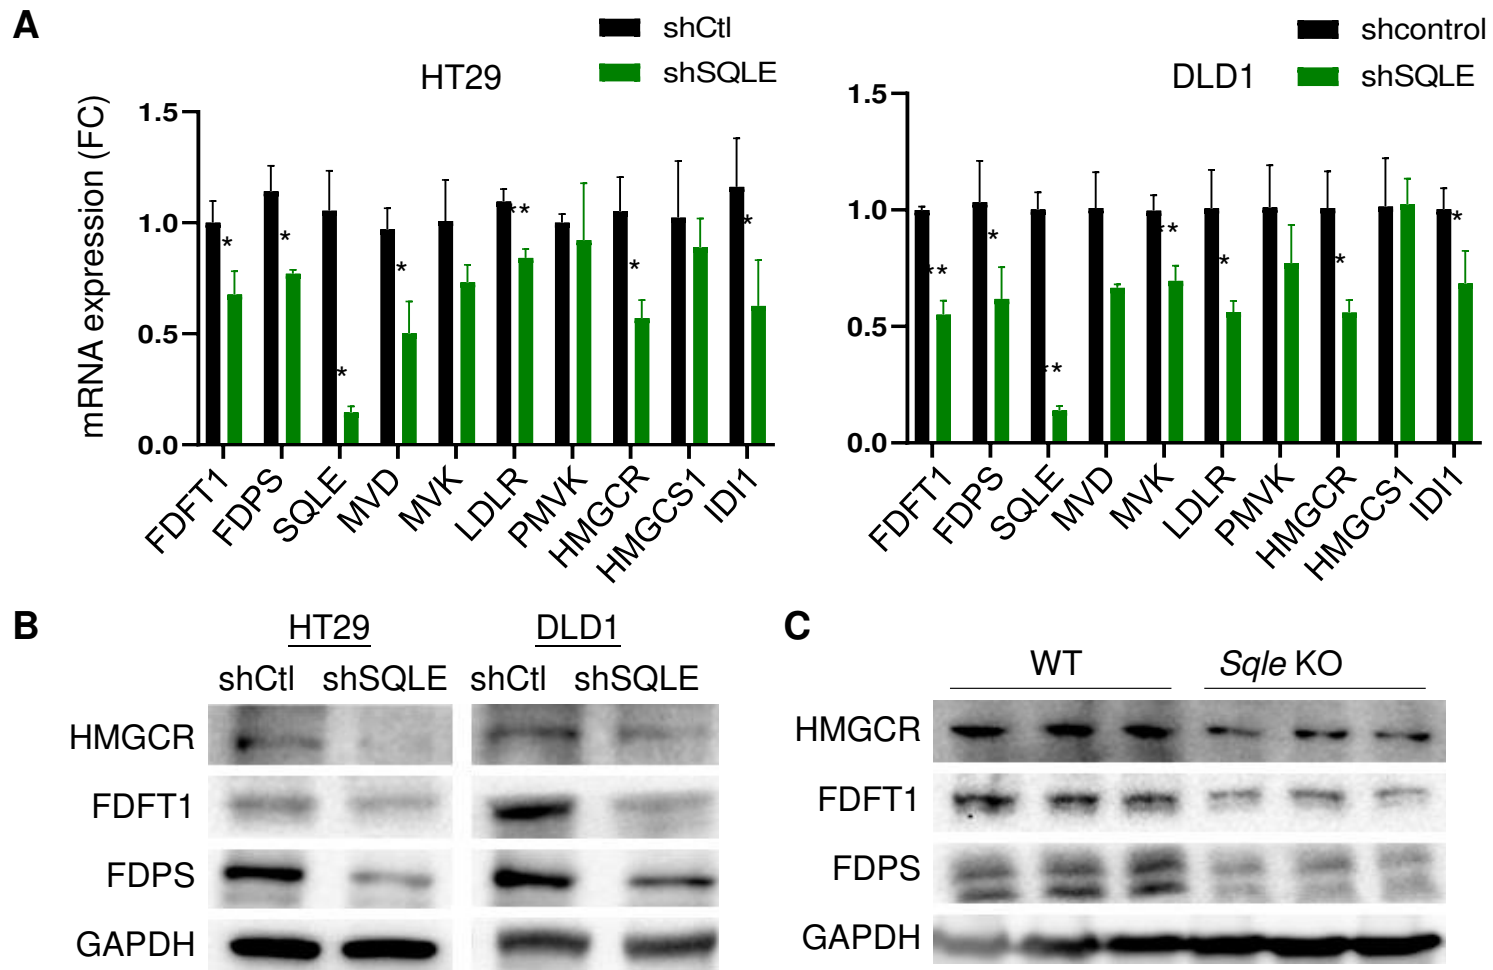 A
shCtl
shSQLE
HT29
mRNA expression (FC)
1.5
1.0
0.5
0.0
*
*
*
*
**
*
*
FDFT1
FDPS
SQLE
MVD
MVK
LDLR
PMVK
HMGCR
HMGCS1
IDI1
shcontrol
shSQLE
DLD1
1.5
1.0
0.5
0.0
**
*
**
**
*
*
*
FDFT1
FDPS
SQLE
MVD
MVK
LDLR
PMVK
HMGCR
HMGCS1
IDI1
B
HT29 DLD1
shCtl shSQLE shCtl shSQLE
HMGCR
FDFT1
FDPS
GAPDH
C
WT Sqle KO
HMGCR
FDFT1
FDPS
GAPDH